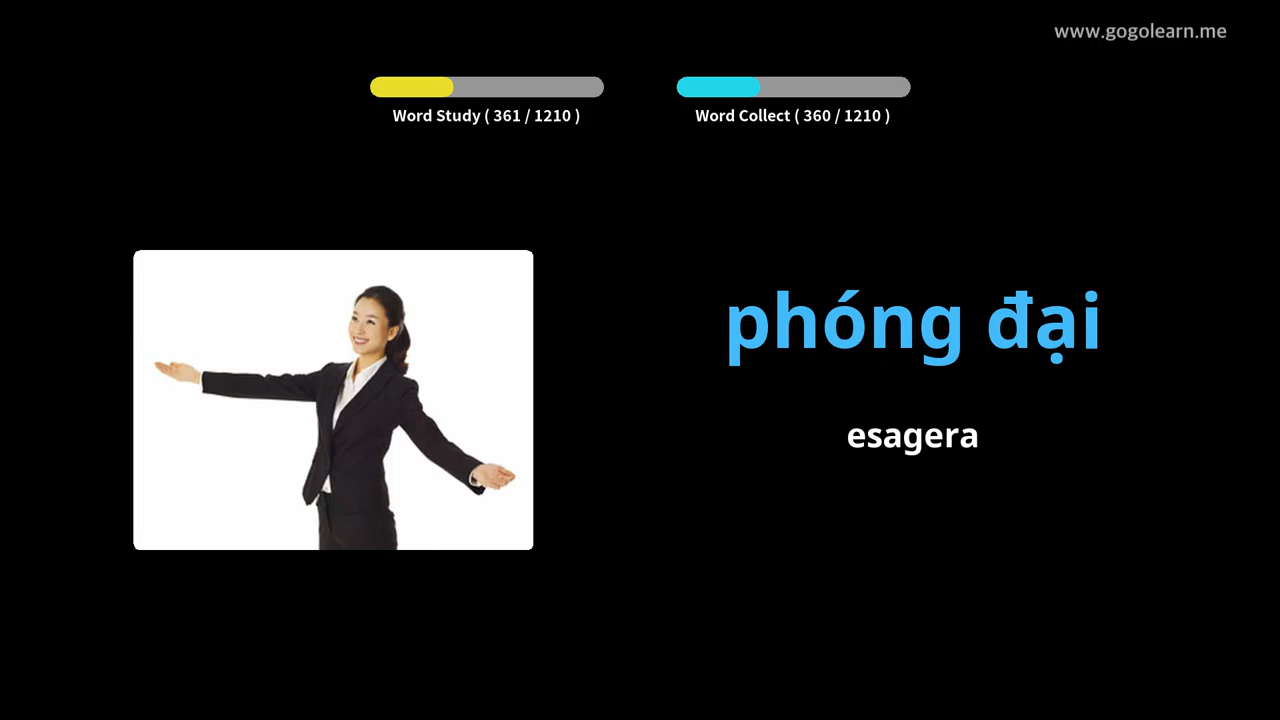 www.gogolearn.me
Word Study ( 361 / 1210 )
Word Collect ( 360 / 1210 )
phóng đại
esagera